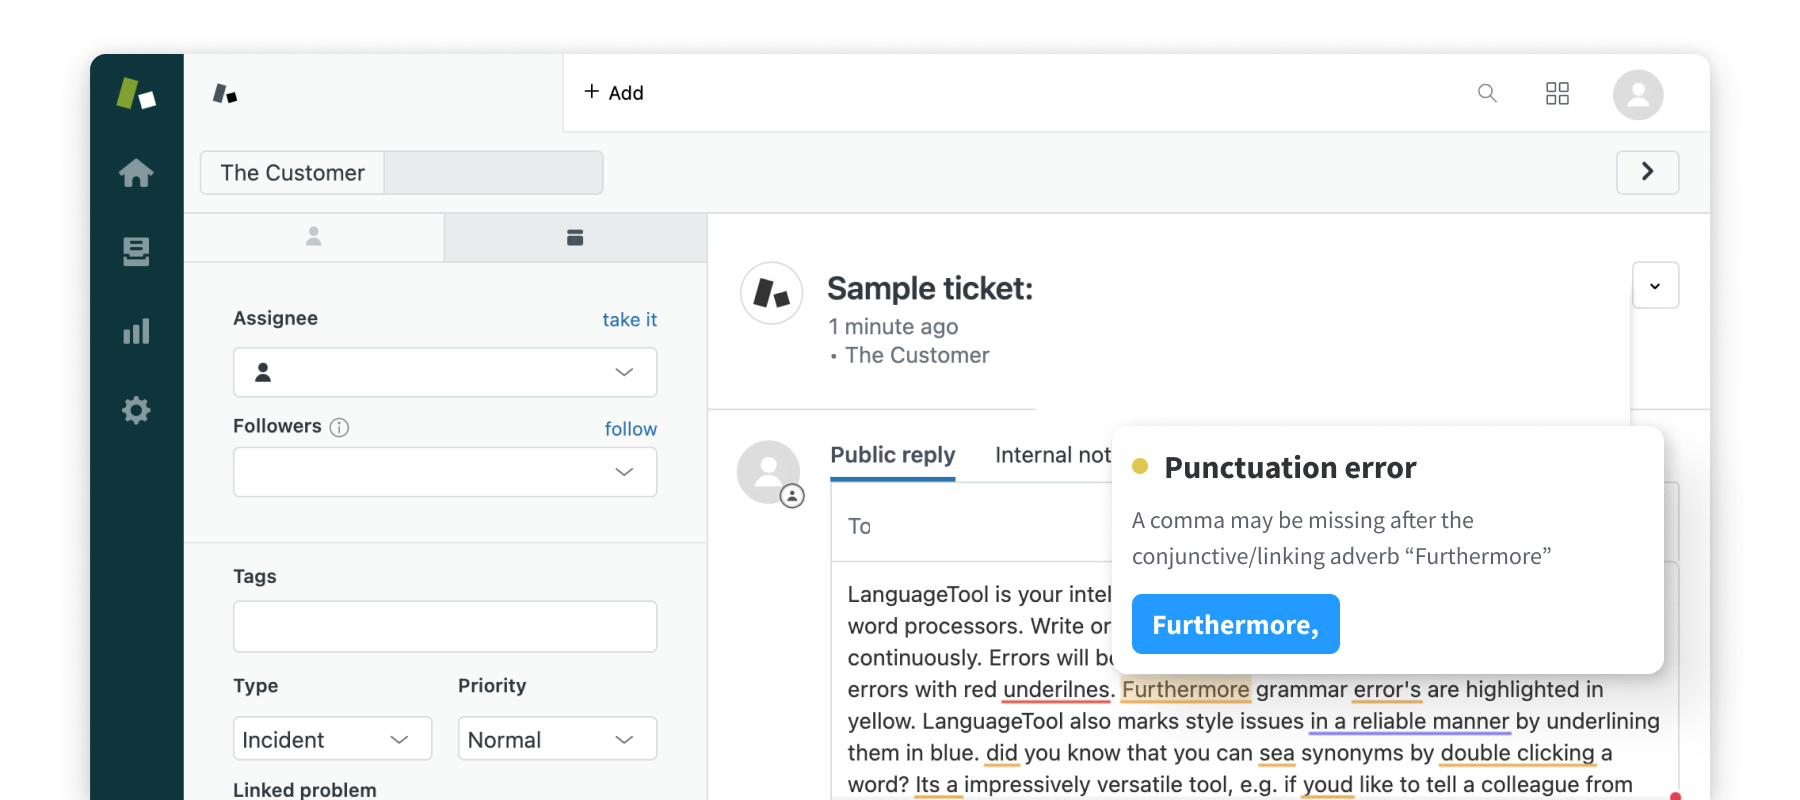 + Add
The Customer
Assignee
take it
Followers
follow
Tags
Type
Priority
Incident
Normal
Linked problem
Sample ticket:
1 minute ago
• The Customer
Public reply
Internal not
To
Punctuation error
A comma may be missing after the
conjunctive/linking adverb “Furthermore”
Furthermore,
LanguageTool is your intel
word processors. Write or
continuously. Errors will be
errors with red underilnes. Furthermore grammar error's are highlighted in
yellow. LanguageTool also marks style issues in a reliable manner by underlining
them in blue. did you know that you can sea synonyms by double clicking a
word? Its a impressively versatile tool, e.g. if youd like to tell a colleague from